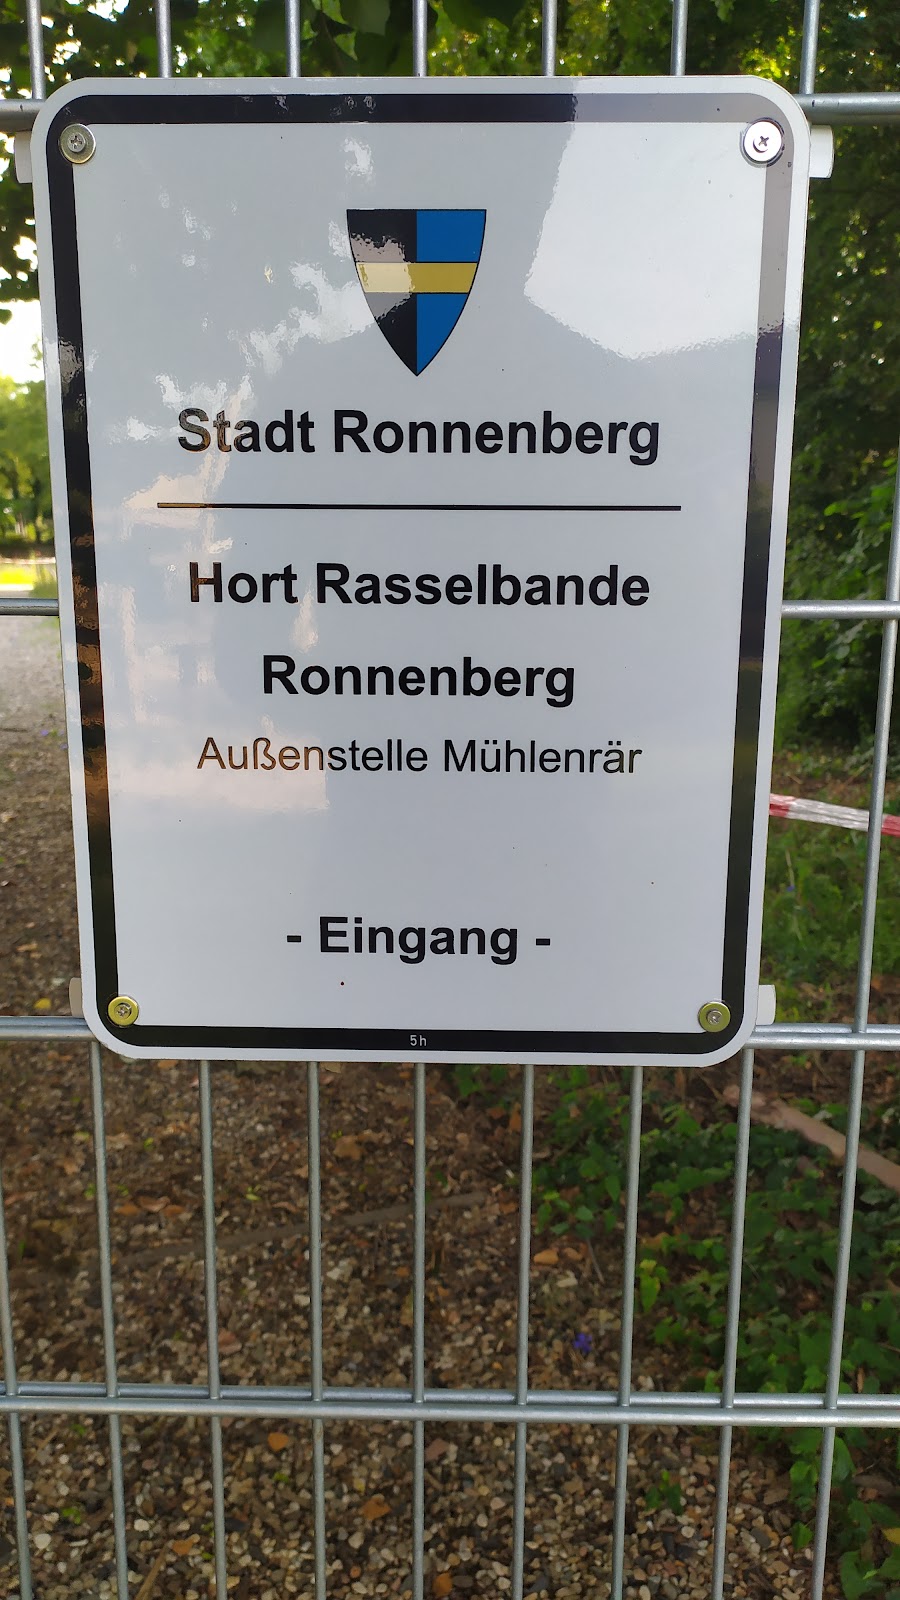 Stadt Ronnenberg
Hort Rasselbande
Ronnenberg
Außenstelle Mühlenrär
- Eingang -
5h